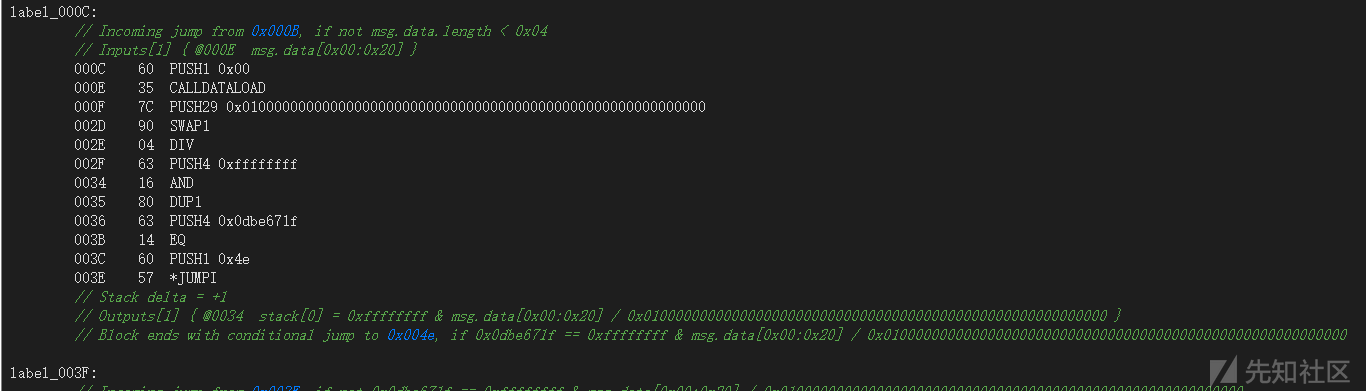 label_000C:
// Incoming jump from 0x000B, if not msg.data.length < 0x04
// Inputs[1] { @000E  msg.data[0x00:0x20] }
000C    60  PUSH1 0x00
000E    35  CALLDATALOAD
000F    7C  PUSH29 0x0100000000000000000000000000000000000000000000000000000000
002D    90  SWAP1
002E    04  DIV
002F    63  PUSH4 0xffffffff
0034    16  AND
0035    80  DUP1
0036    63  PUSH4 0x0dbe671f
003B    14  EQ
003C    60  PUSH1 0x4e
003E    57  *JUMPI
// Stack delta = +1
// Outputs[1] { @0034  stack[0] = 0xffffffff & msg.data[0x00:0x20] / 0x0100000000000000000000000000000000000000000000000000000000 }
// Block ends with conditional jump to 0x004e, if 0x0dbe671f == 0xffffffff & msg.data[0x00:0x20] / 0x0100000000000000000000000000000000000000000000000000000000
label_003F:
先知社区